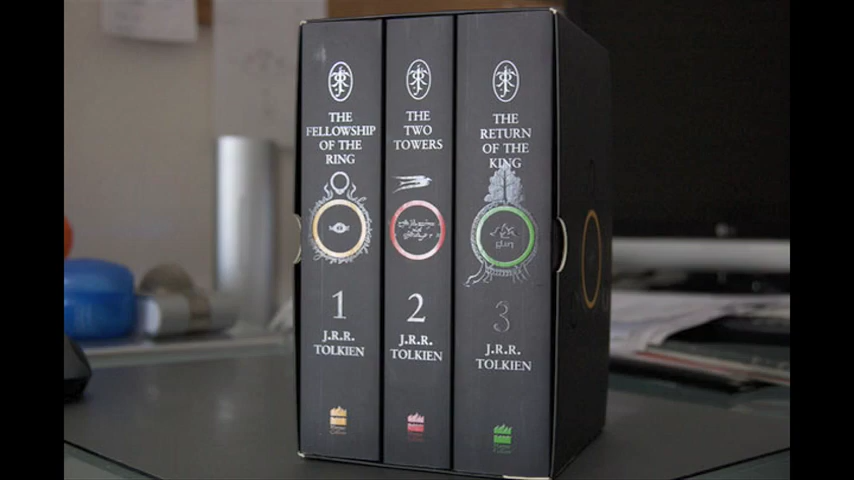 THE
FELLOWSHIP
OF THE
RING
1
J.R.R.
TOLKIEN
THE
TWO
TOWERS
2
J.R.R.
TOLKIEN
THE
RETURN
OF THE
KING
3
J.R.R.
TOLKIEN